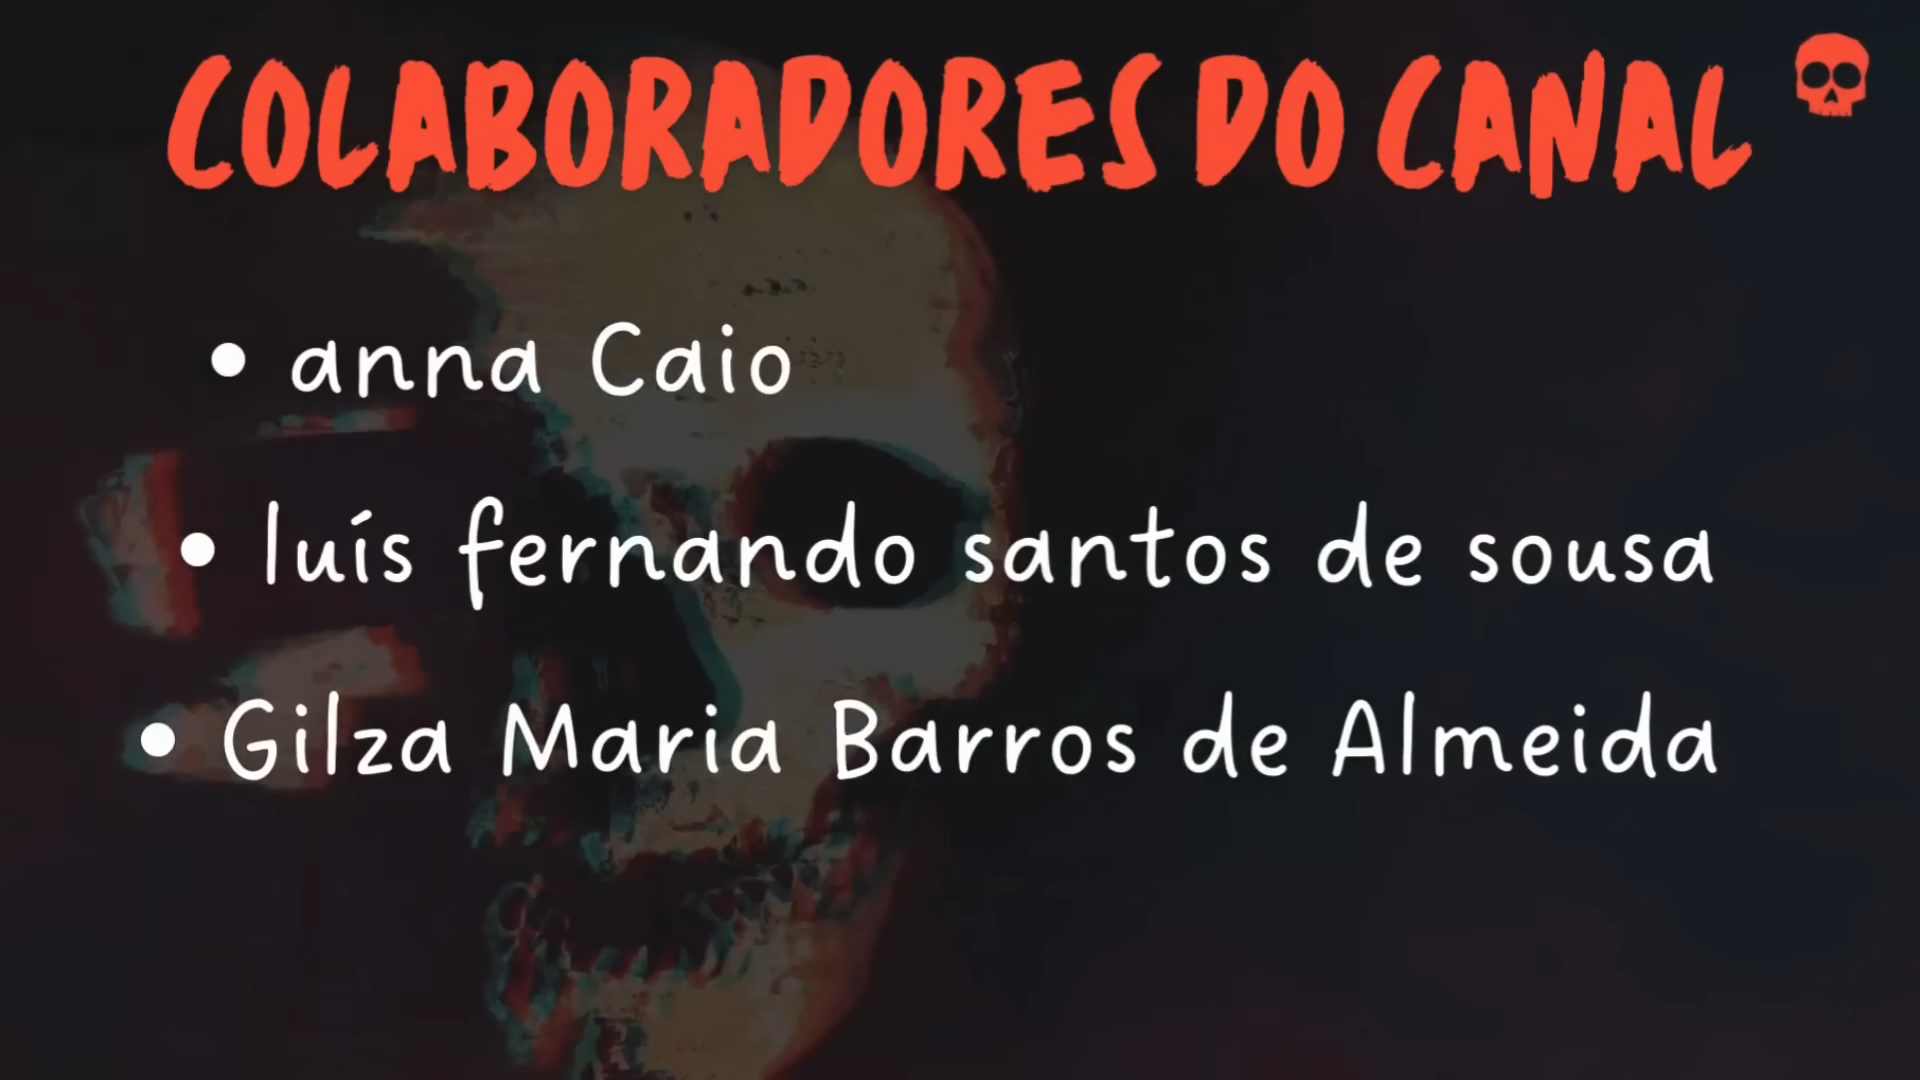 COLABORADORES DO CANAL
• anna Caio
• luís fernando santos de sousa
• Gilza Maria Barros de Almeida